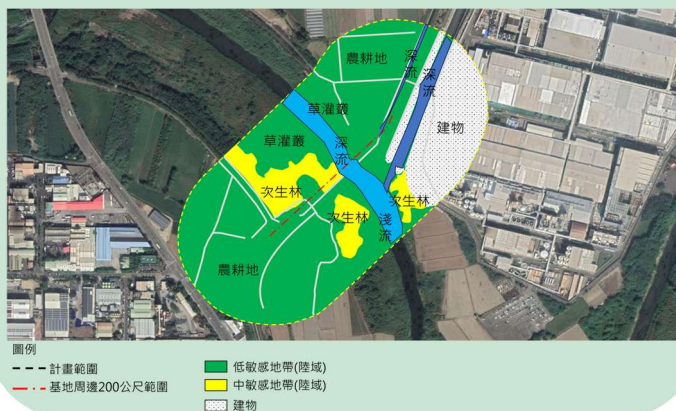 農耕地
深流
深流
草灌叢
建物
草灌叢
深流
次生林
次生林
次生林
淺流
農耕地
圖例
計畫範圍
基地周邊200公尺範圍
低敏感地帶(陸域)
中敏感地帶(陸域)
建物